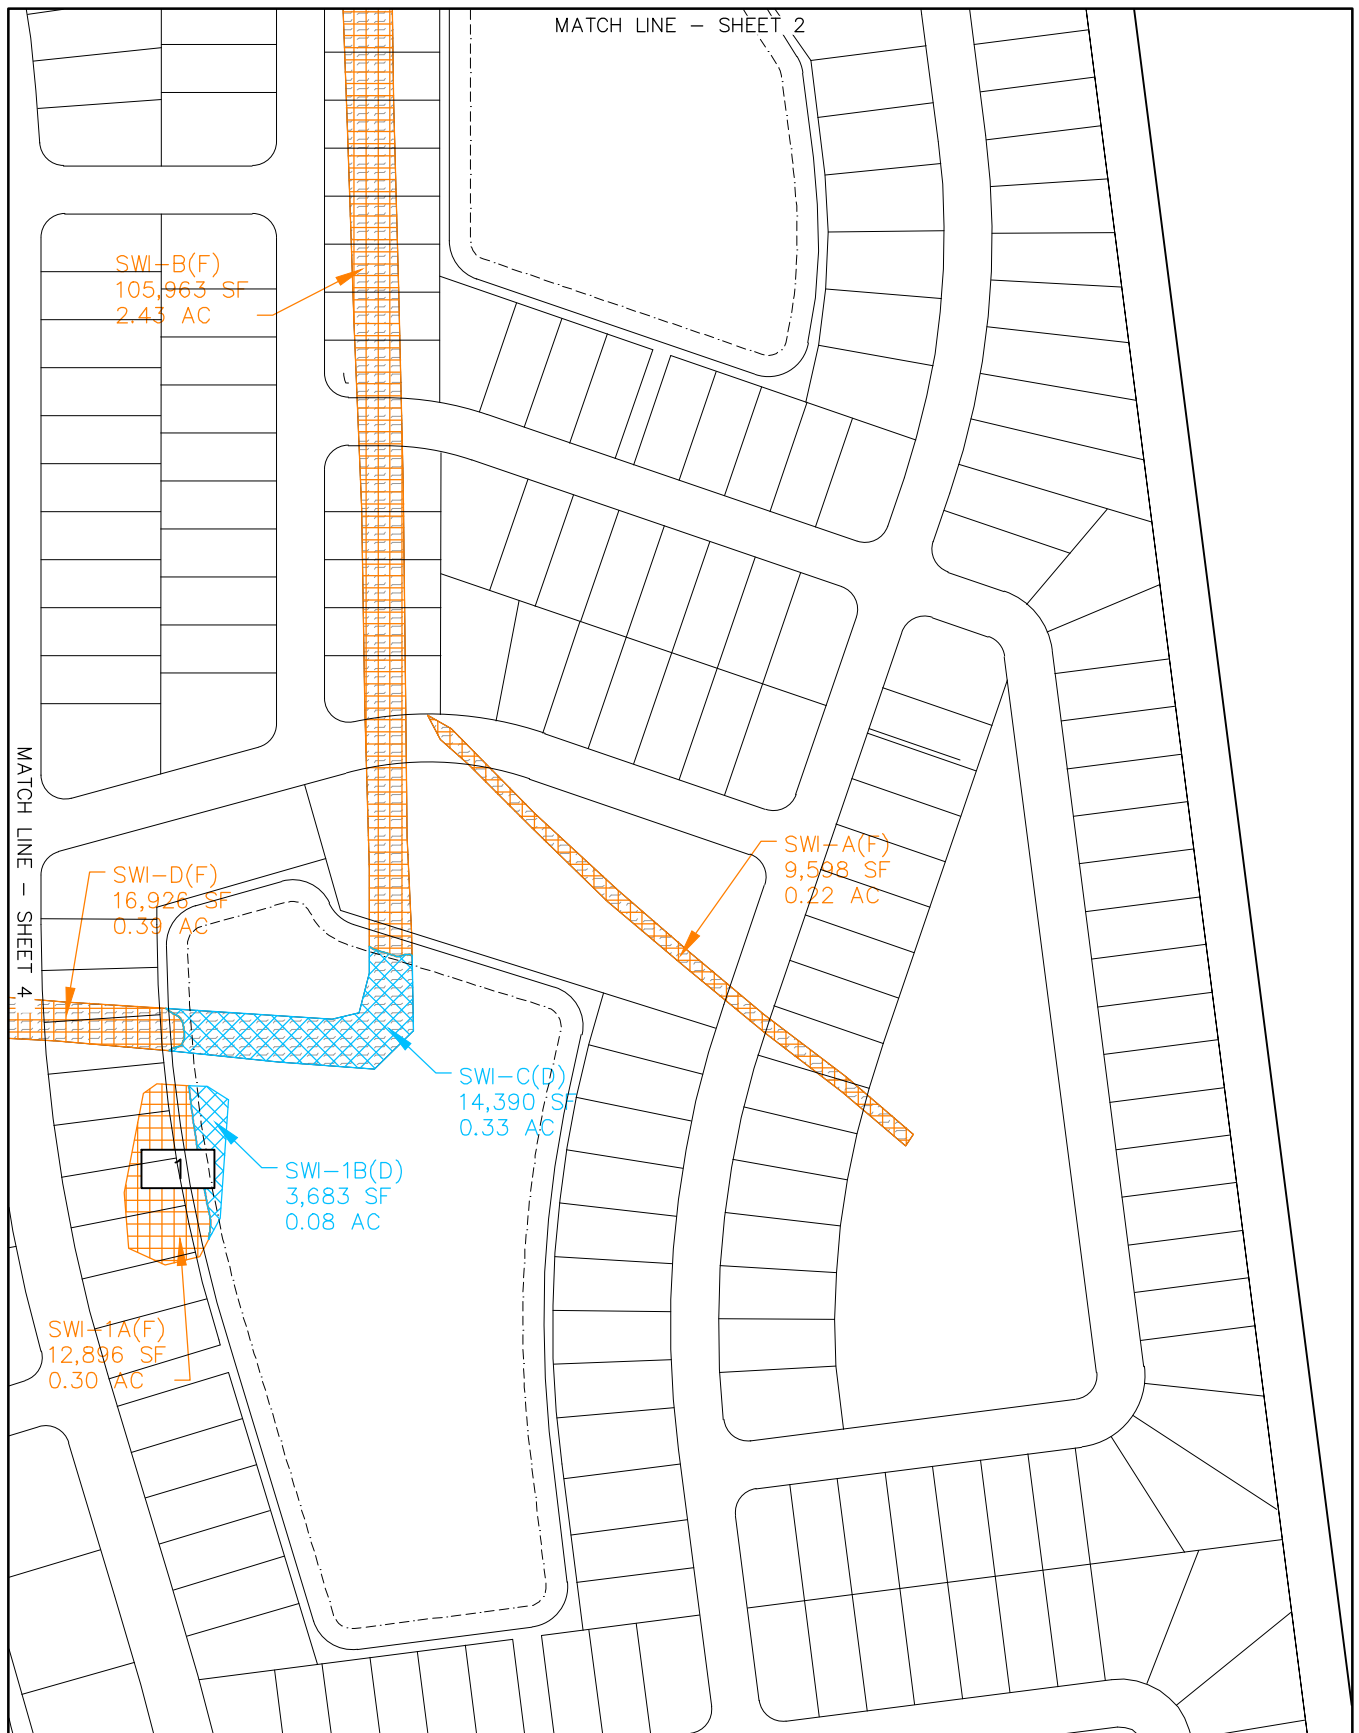 MATCH LINE – SHEET 2
SWI–B(F)
105,963 SF
2.43 AC
MATCH LINE – SHEET 4
SWI–A(F)
9,598 SF
0.22 AC
SWI–D(F)
16,926 SF
0.39 AC
SWI–C(D)
14,390 SF
0.33 AC
1
SWI–1B(D)
3,683 SF
0.08 AC
SWI–1A(F)
12,896 SF
0.30 AC